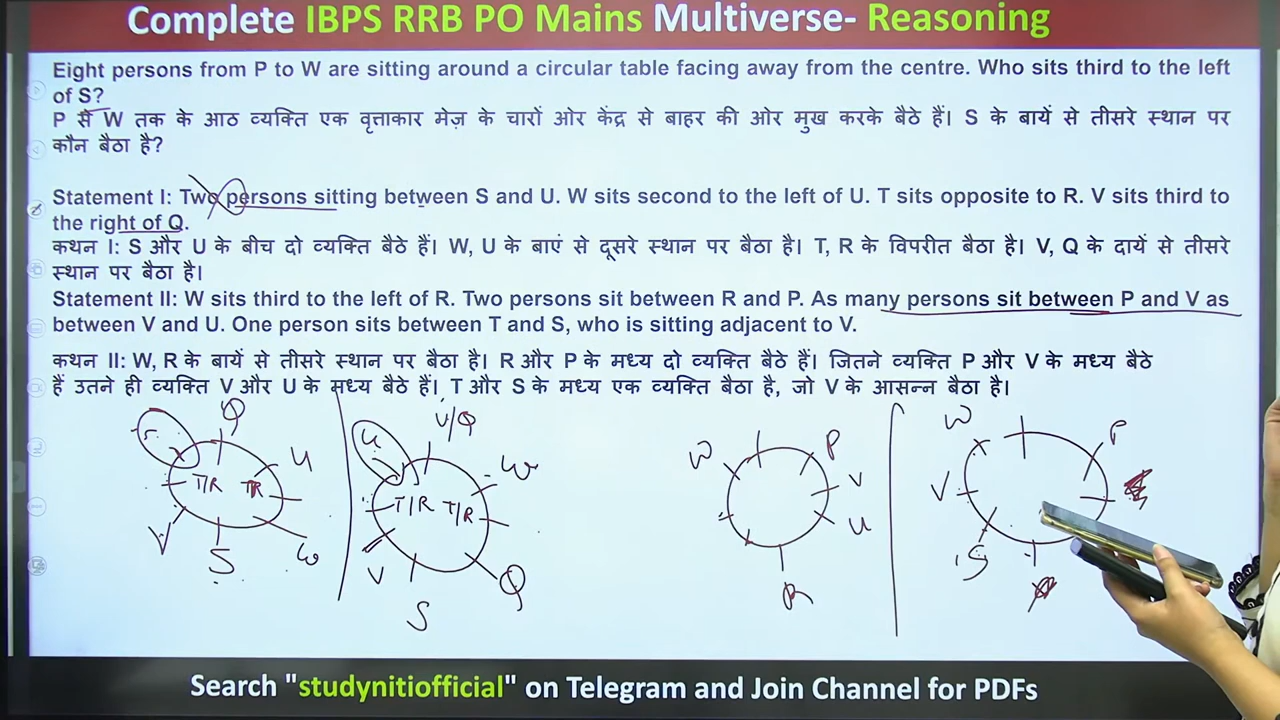 Complete IBPS RRB PO Mains Multiverse- Reasoning
Eight persons from P to W are sitting around a circular table facing away from the centre. Who sits third to the left
of S?
P से W तक के आठ व्यक्ति एक वृत्ताकार मेज़ के चारों ओर केंद्र से बाहर की ओर मुख करके बैठे हैं। S के बायें से तीसरे स्थान पर
कौन बैठा है?
Statement I: Two persons sitting between S and U. W sits second to the left of U. T sits opposite to R. V sits third to
the right of Q.
कथन I: S और U के बीच दो व्यक्ति बैठे हैं। W, U के बाएं से दूसरे स्थान पर बैठा है। T, R के विपरीत बैठा है। V, Q के दायें से तीसरे
स्थान पर बैठा है।
Statement II: W sits third to the left of R. Two persons sit between R and P. As many persons sit between P and V as
between V and U. One person sits between T and S, who is sitting adjacent to V.
कथन II: W, R के बायें से तीसरे स्थान पर बैठा है। R और P के मध्य दो व्यक्ति बैठे हैं। जितने व्यक्ति P और V के मध्य बैठे
हैं उतने ही व्यक्ति V और U के मध्य बैठे हैं। T और S के मध्य एक व्यक्ति बैठा है, जो V के आसन्न बैठा है।
Q
U
T/R T/R
V
S
W
U/Q
U
W
T/R T/R
V
Q
S
W
P
V
U
R
W
P
V
S
Search "studynitiofficial" on Telegram and Join Channel for PDFs